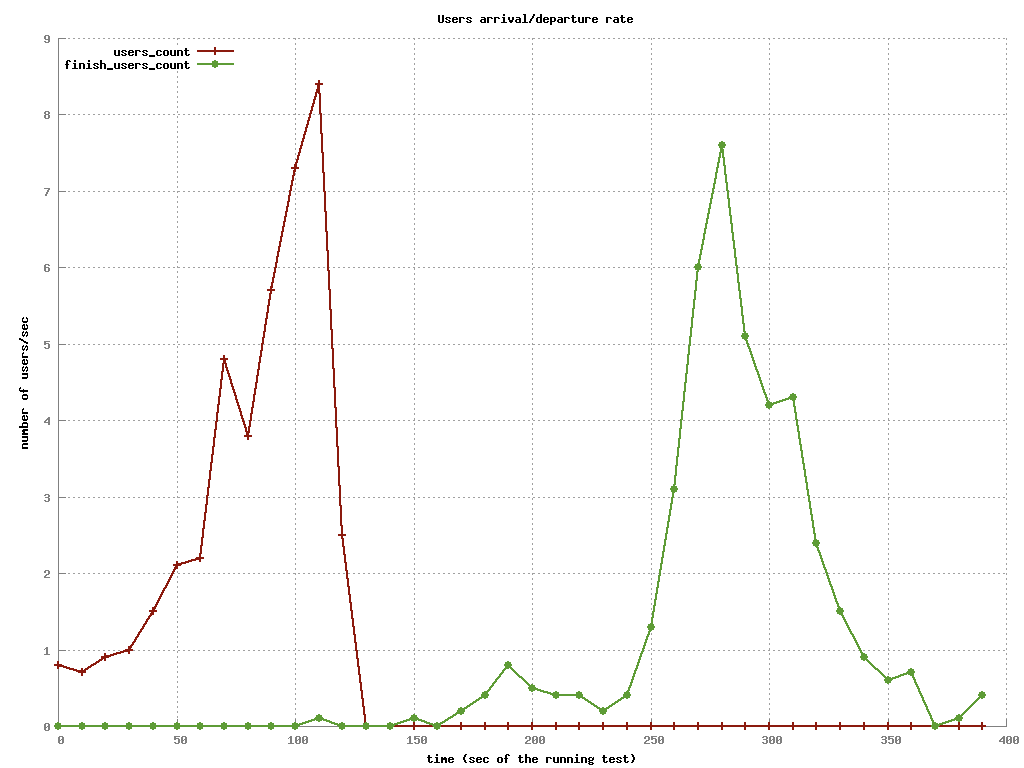 Users arrival/departure rate
users_count
finish_users_count
9
8
7
6
5
4
3
2
1
0
number of users/sec
0 50 100 150 200 250 300 350 400
time (sec of the running test)